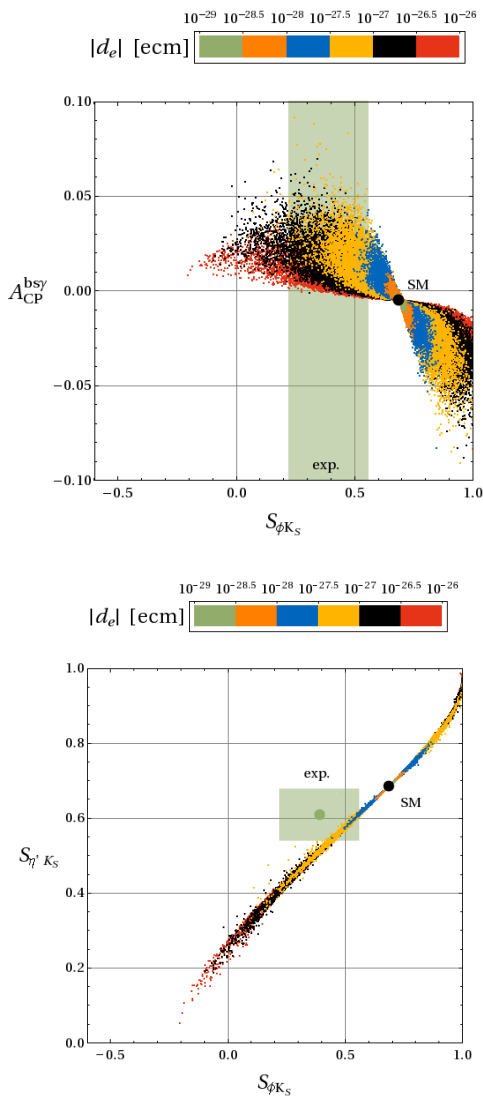 10⁻²⁹ 10⁻²⁸·⁵ 10⁻²⁸ 10⁻²⁷·⁵ 10⁻²⁷ 10⁻²⁶·⁵ 10⁻²⁶
|dₑ| [ecm]
0.10
0.05
0.00
−0.05
−0.10
A_CP^bsγ
SM
exp.
−0.5 0.0 0.5 1.0
S_ϕK_S
10⁻²⁹ 10⁻²⁸·⁵ 10⁻²⁸ 10⁻²⁷·⁵ 10⁻²⁷ 10⁻²⁶·⁵ 10⁻²⁶
|dₑ| [ecm]
1.0
0.8
0.6
0.4
0.2
0.0
S_η' K_S
exp.
SM
−0.5 0.0 0.5 1.0
S_ϕK_S